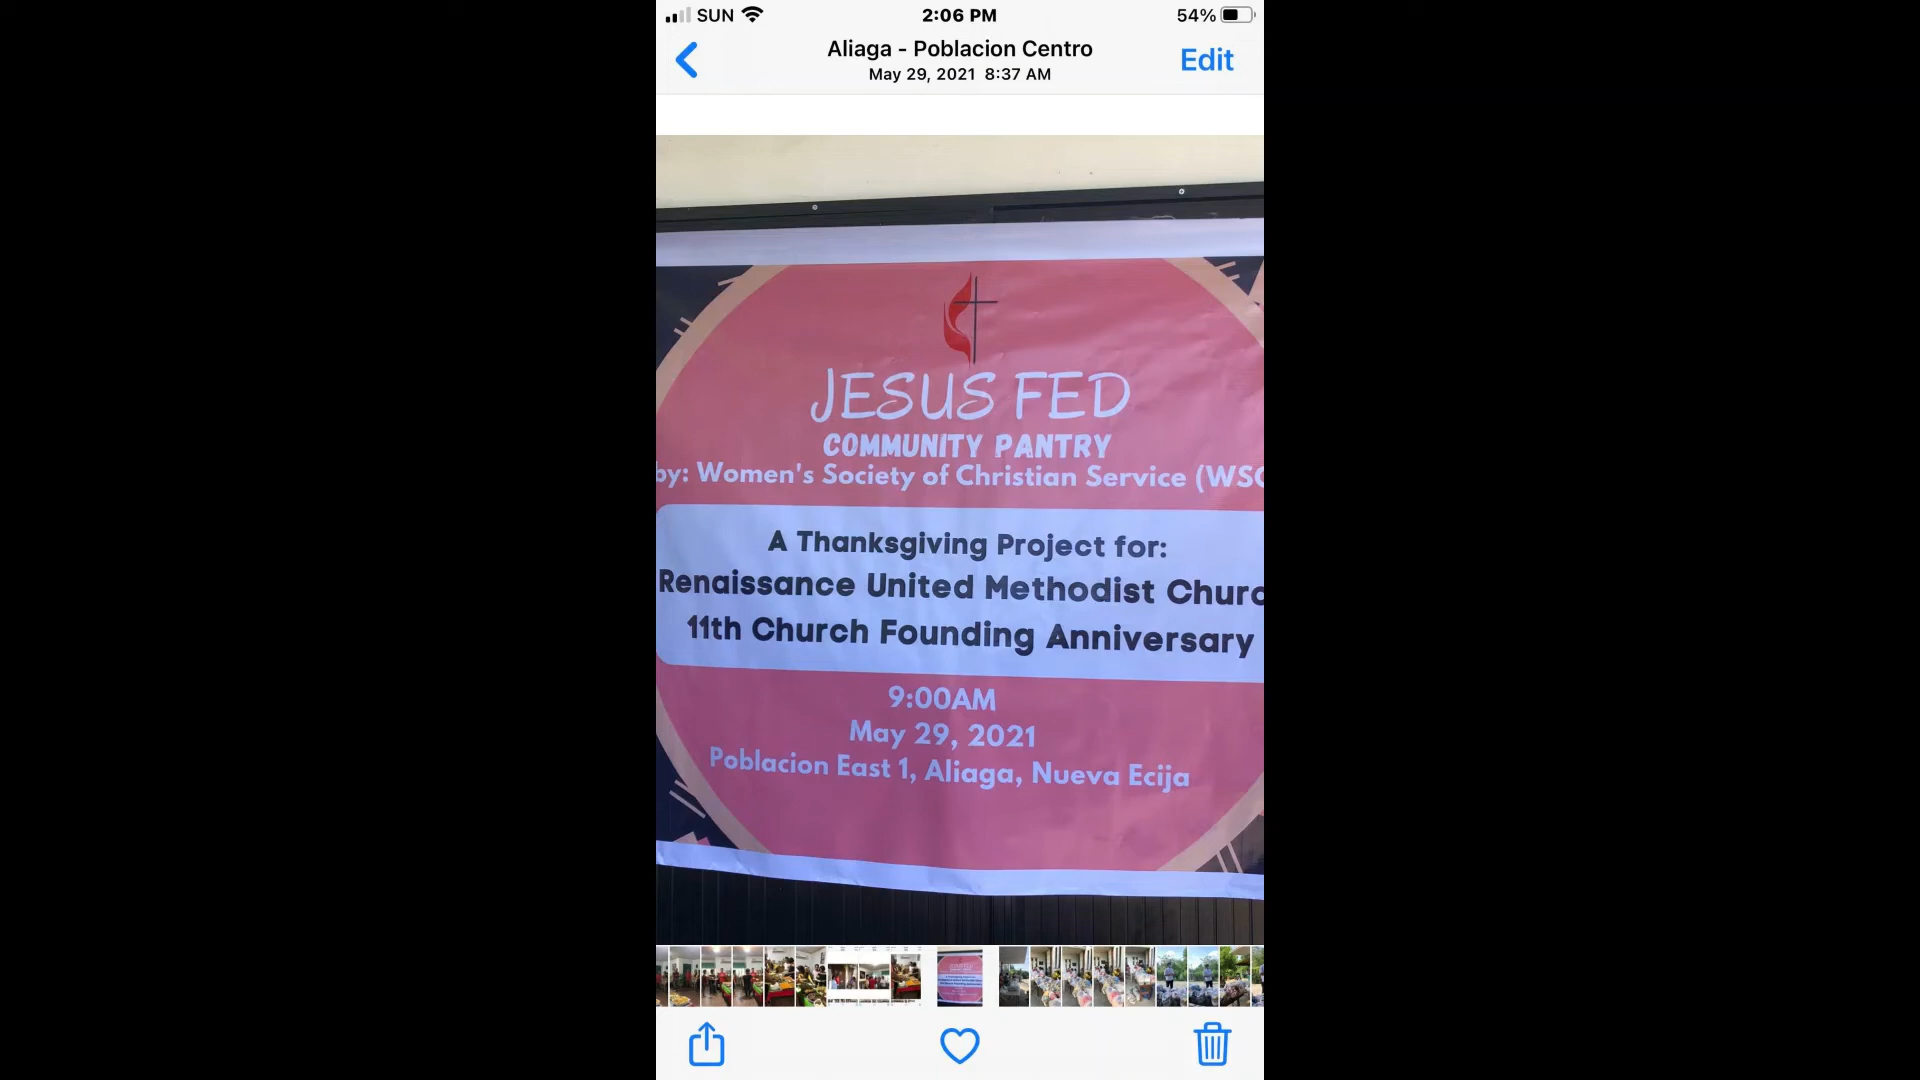 SUN 2:06 PM 54%
Aliaga - Poblacion Centro
Edit
May 29, 2021 8:37 AM
JESUS FED
COMMUNITY PANTRY
by: Women's Society of Christian Service (WSC
A Thanksgiving Project for:
Renaissance United Methodist Churc
11th Church Founding Anniversary
9:00AM
May 29, 2021
Poblacion East 1, Aliaga, Nueva Ecija